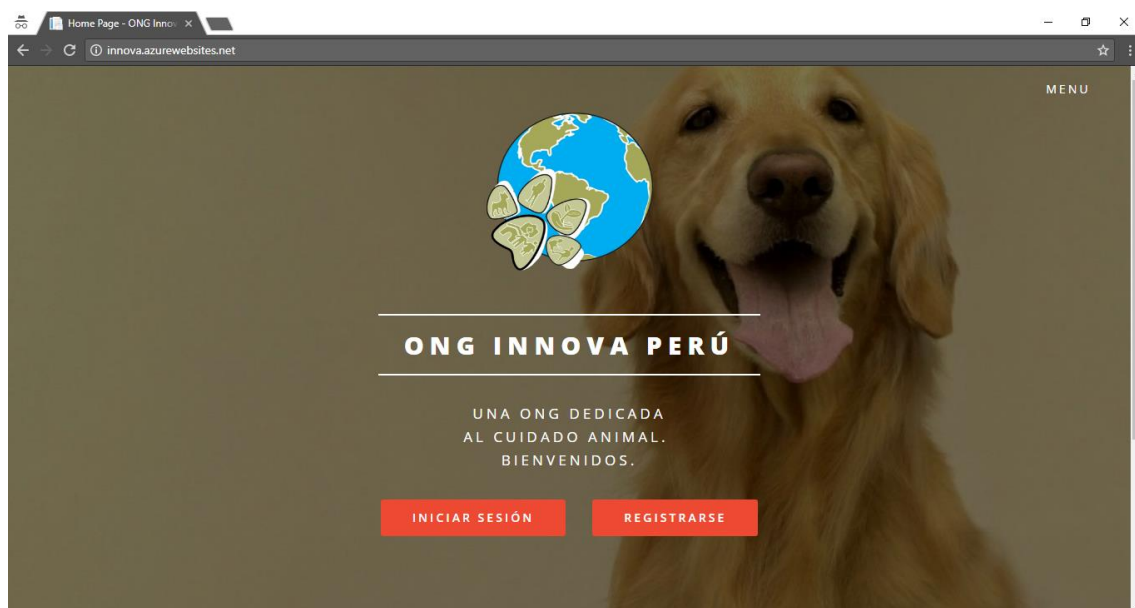 Home Page - ONG Innov
innova.azurewebsites.net
MENU
ONG INNOVA PERÚ
UNA ONG DEDICADA
AL CUIDADO ANIMAL.
BIENVENIDOS.
INICIAR SESIÓN REGISTRARSE